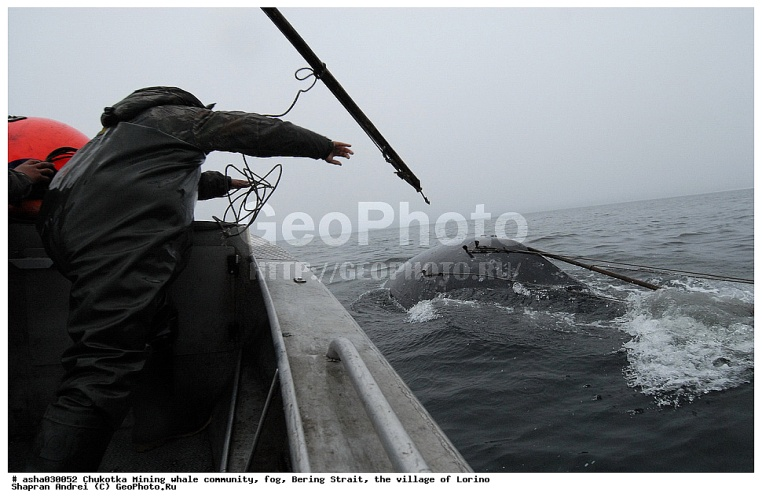 GeoPhoto
HTTP://GEOPHOTO.RU
# asha030052 Chukotka Mining whale community, fog, Bering Strait, the village of Lorino
Shapran Andrei (C) GeoPhoto.Ru